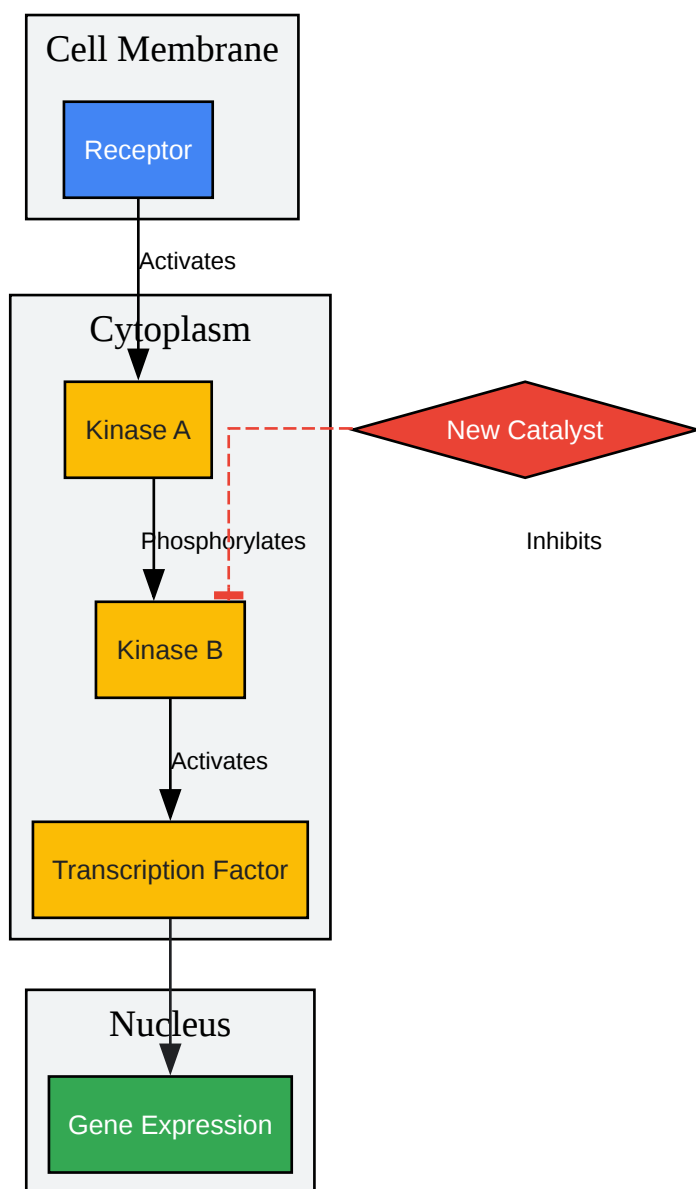 Cell Membrane
Receptor
Activates
Cytoplasm
Kinase A
New Catalyst
Phosphorylates
Inhibits
Kinase B
Activates
Transcription Factor
Nucleus
Gene Expression